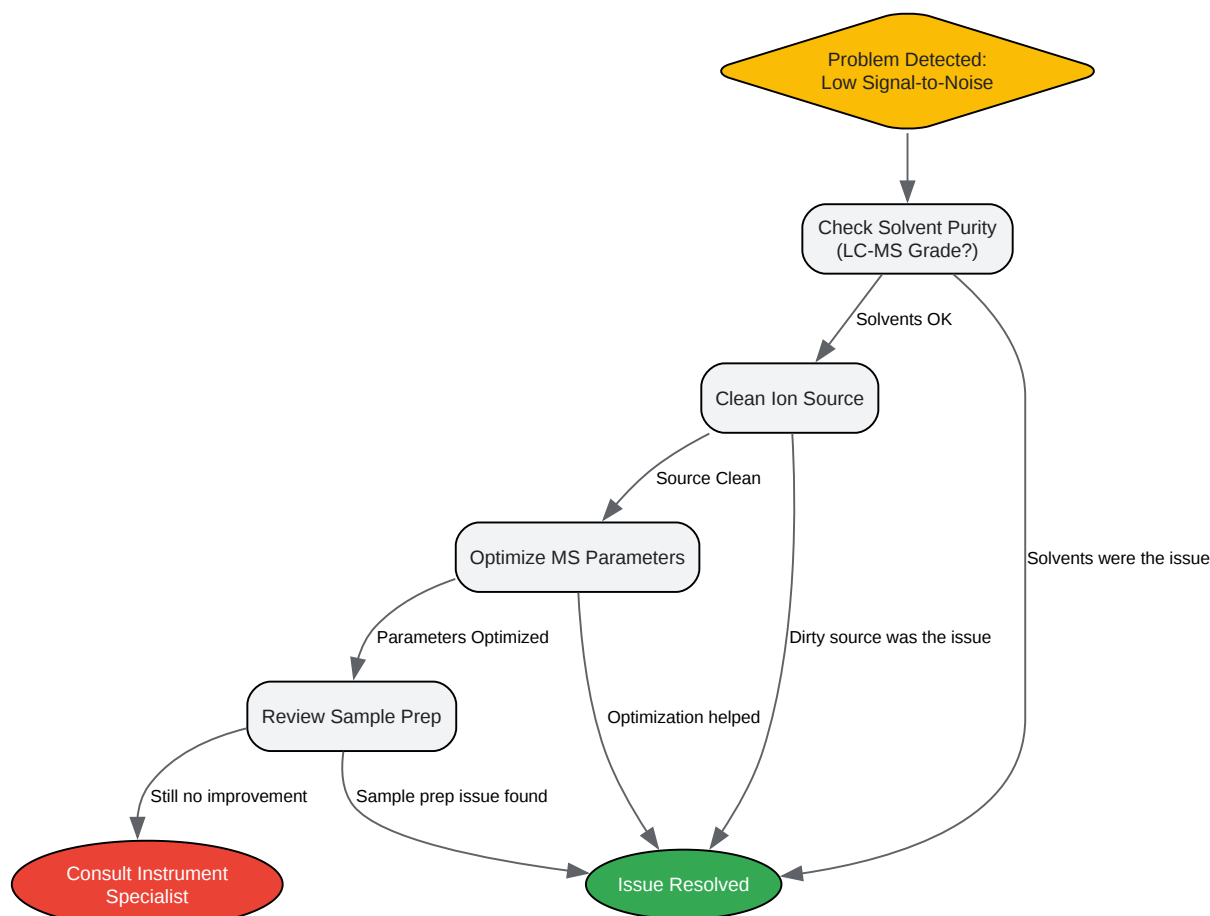 Problem Detected:
Low Signal-to-Noise
Check Solvent Purity
(LC-MS Grade?)
Solvents OK
Clean Ion Source
Source Clean
Optimize MS Parameters
Solvents were the issue
Parameters Optimized
Dirty source was the issue
Review Sample Prep
Optimization helped
Still no improvement
Sample prep issue found
Consult Instrument
Specialist
Issue Resolved